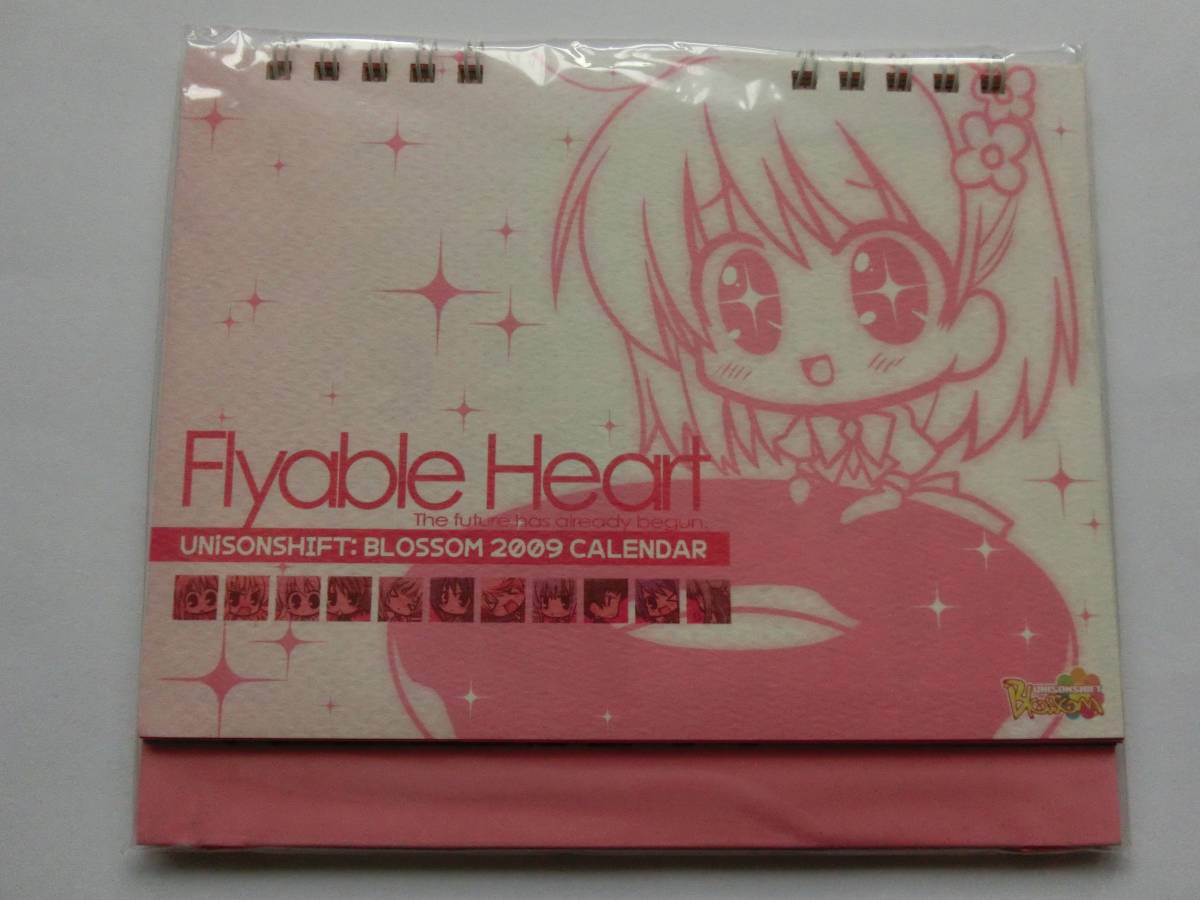 Flyable Heart
The future has already begun.
UNiSONSHIFT: BLOSSOM 2009 CALENDAR
UNISONSHIFT
Blossom